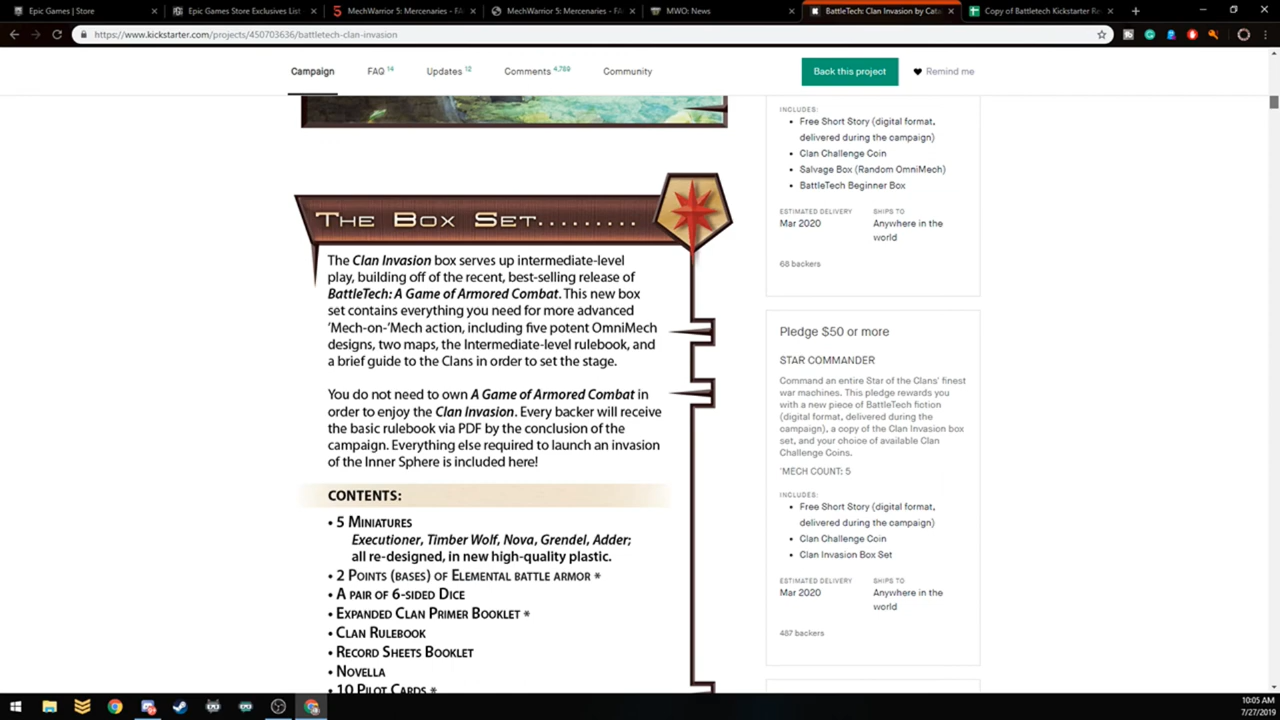 Epic Games | Store
Epic Games Store Exclusives List
MechWarrior 5: Mercenaries - FA
MechWarrior 5: Mercenaries - FA
MWO: News
BattleTech: Clan Invasion by Cata
Copy of Battletech Kickstarter Re
https://www.kickstarter.com/projects/450703636/battletech-clan-invasion
Campaign
FAQ 14
Updates 12
Comments 4,789
Community
Back this project
Remind me
The Box Set.........
The Clan Invasion box serves up intermediate-level
play, building off of the recent, best-selling release of
BattleTech: A Game of Armored Combat. This new box
set contains everything you need for more advanced
'Mech-on-'Mech action, including five potent OmniMech
designs, two maps, the Intermediate-level rulebook, and
a brief guide to the Clans in order to set the stage.
You do not need to own A Game of Armored Combat in
order to enjoy the Clan Invasion. Every backer will receive
the basic rulebook via PDF by the conclusion of the
campaign. Everything else required to launch an invasion
of the Inner Sphere is included here!
CONTENTS:
• 5 Miniatures
Executioner, Timber Wolf, Nova, Grendel, Adder;
all re-designed, in new high-quality plastic.
• 2 Points (bases) of Elemental battle armor *
• A pair of 6-sided Dice
• Expanded Clan Primer Booklet *
• Clan Rulebook
• Record Sheets Booklet
• Novella
• 10 Pilot Cards *
INCLUDES:
• Free Short Story (digital format,
delivered during the campaign)
• Clan Challenge Coin
• Salvage Box (Random OmniMech)
• BattleTech Beginner Box
ESTIMATED DELIVERY
Mar 2020
SHIPS TO
Anywhere in the
world
68 backers
Pledge $50 or more
STAR COMMANDER
Command an entire Star of the Clans' finest
war machines. This pledge rewards you
with a new piece of BattleTech fiction
(digital format, delivered during the
campaign), a copy of the Clan Invasion box
set, and your choice of available Clan
Challenge Coins.
'MECH COUNT: 5
INCLUDES:
• Free Short Story (digital format,
delivered during the campaign)
• Clan Challenge Coin
• Clan Invasion Box Set
ESTIMATED DELIVERY
Mar 2020
SHIPS TO
Anywhere in the
world
487 backers
10:05 AM
7/27/2019